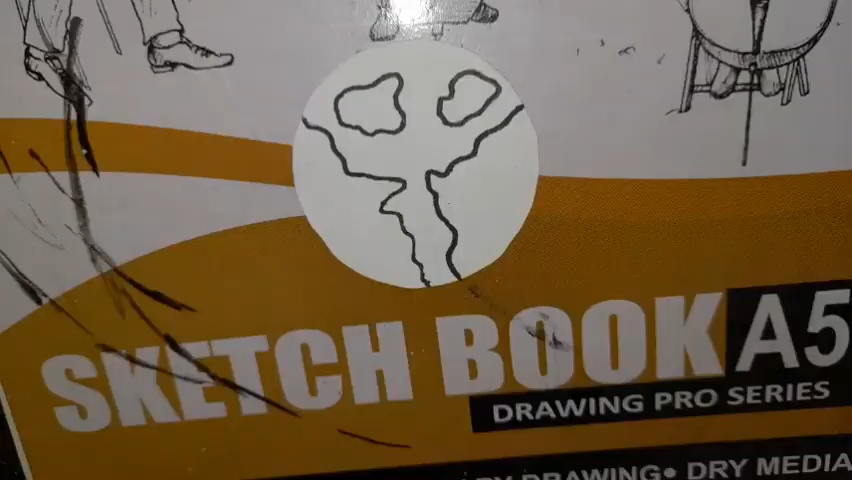 SKETCH BOOK A5
DRAWING PRO SERIES
DRAWING• DRY MEDIA